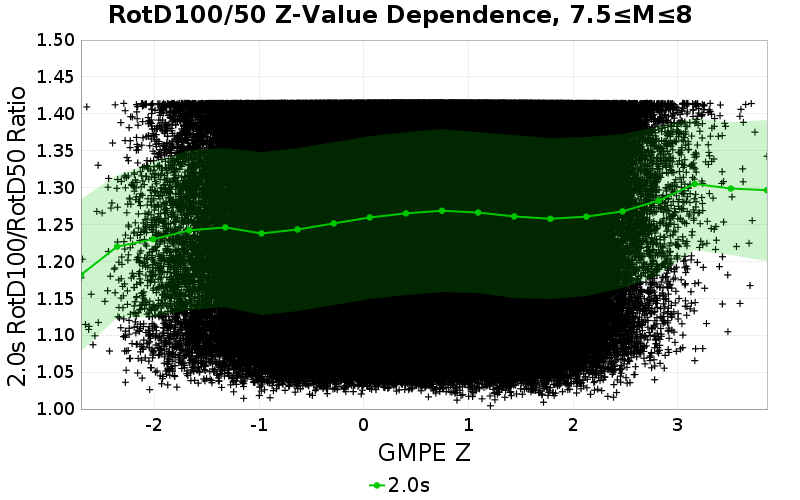 RotD100/50 Z-Value Dependence, 7.5≤M≤8
2.0s RotD100/RotD50 Ratio
1.50
1.45
1.40
1.35
1.30
1.25
1.20
1.15
1.10
1.05
1.00
-2 -1 0 1 2 3
GMPE Z
2.0s